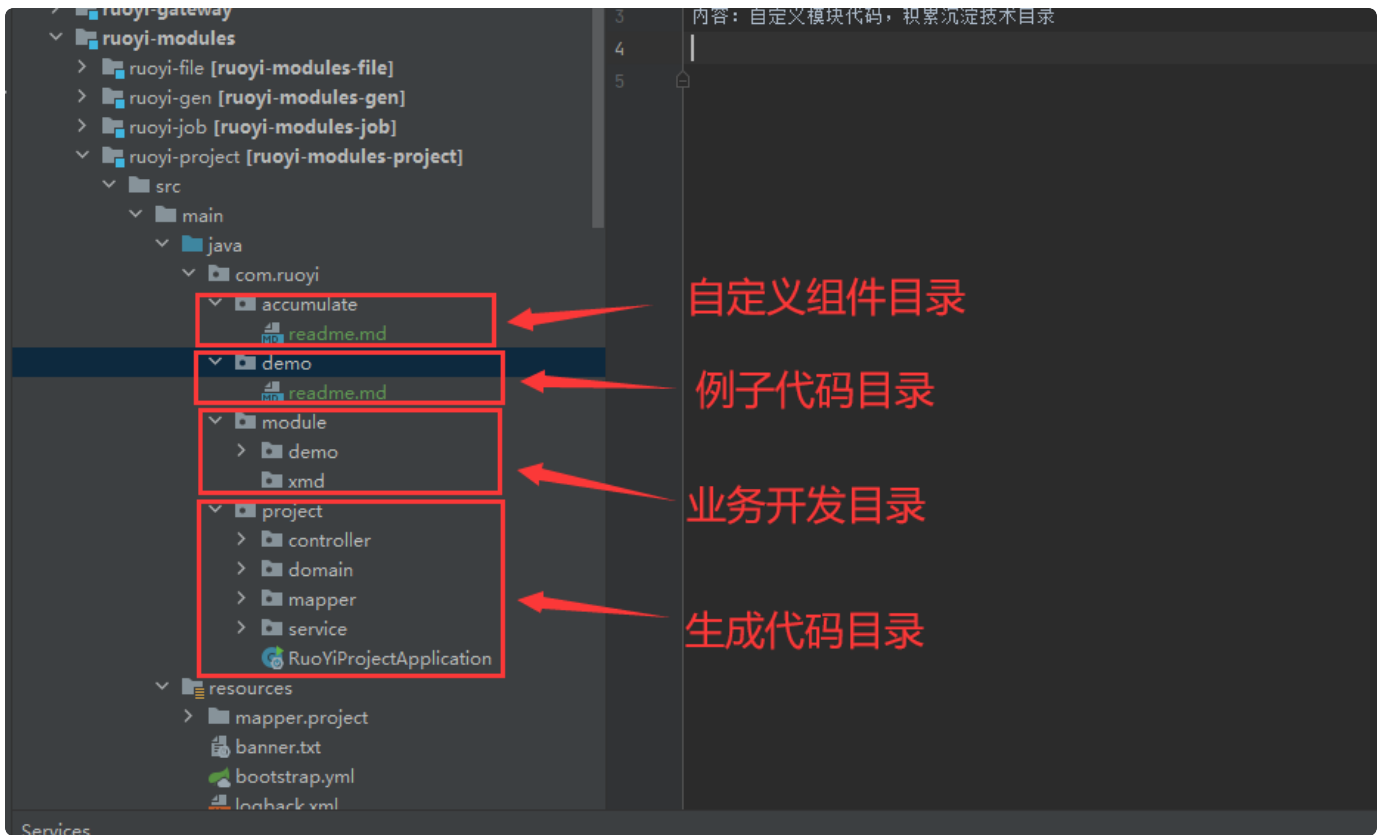 ruoyi-gateway
ruoyi-modules
ruoyi-file [ruoyi-modules-file]
ruoyi-gen [ruoyi-modules-gen]
ruoyi-job [ruoyi-modules-job]
ruoyi-project [ruoyi-modules-project]
src
main
java
com.ruoyi
accumulate
readme.md
demo
readme.md
module
demo
xmd
project
controller
domain
mapper
service
RuoYiProjectApplication
resources
mapper.project
banner.txt
bootstrap.yml
logback.xml
Services
3 内容：自定义模块代码，积累沉淀技术目录
4
5
自定义组件目录
例子代码目录
业务开发目录
生成代码目录